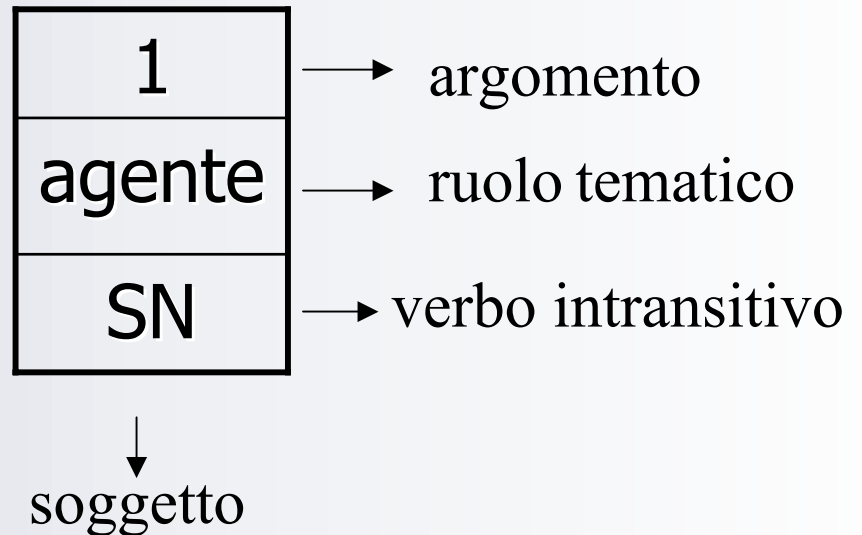 1 argomento
agente ruolo tematico
SN verbo intransitivo
soggetto